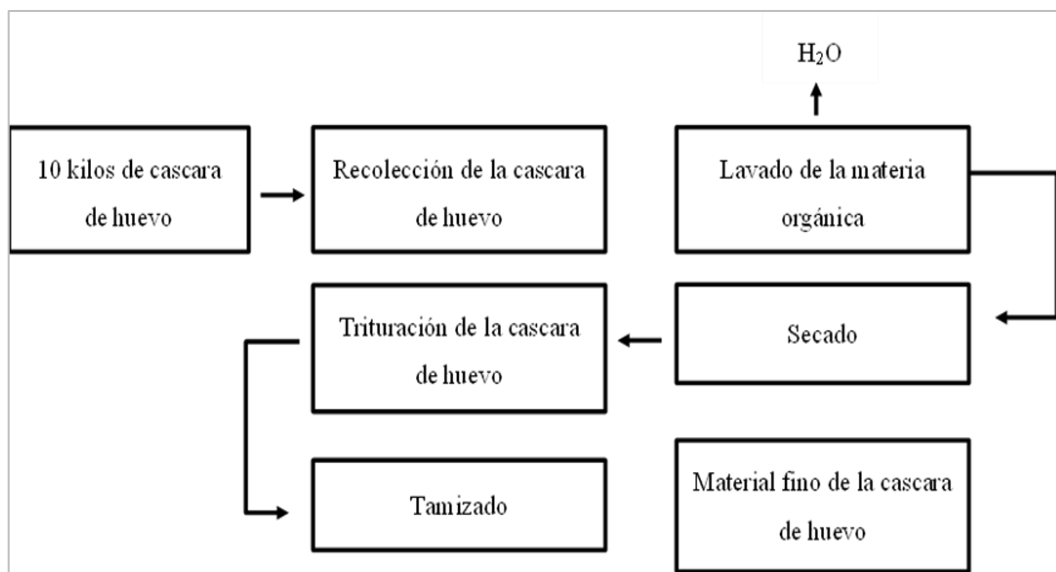 H₂O
10 kilos de cascara
de huevo
Recolección de la cascara
de huevo
Lavado de la materia
orgánica
Trituración de la cascara
de huevo
Secado
Tamizado
Material fino de la cascara
de huevo